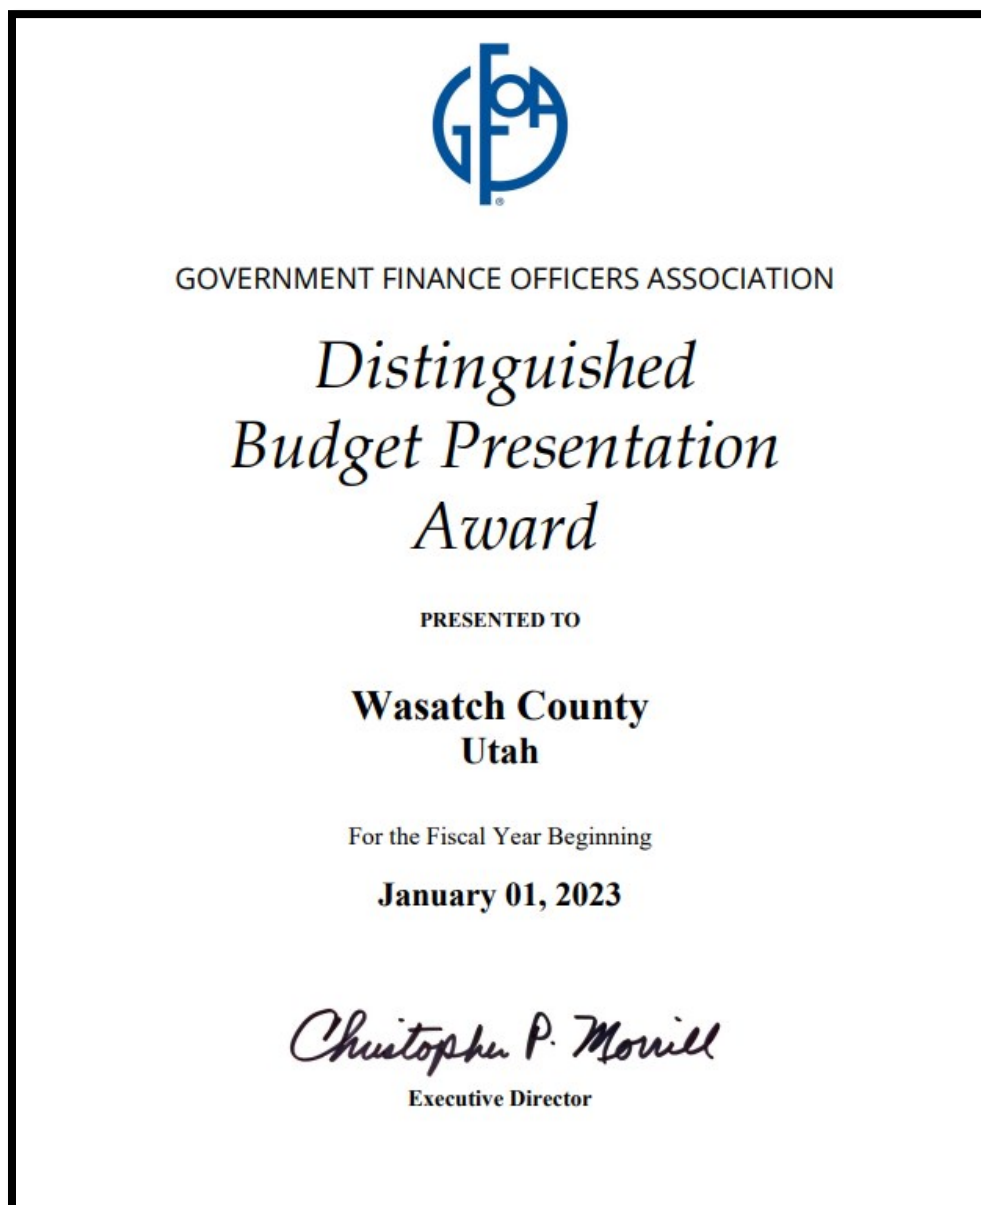 GFOA
®
GOVERNMENT FINANCE OFFICERS ASSOCIATION
Distinguished
Budget Presentation
Award
PRESENTED TO
Wasatch County
Utah
For the Fiscal Year Beginning
January 01, 2023
Christopher P. Morrill
Executive Director